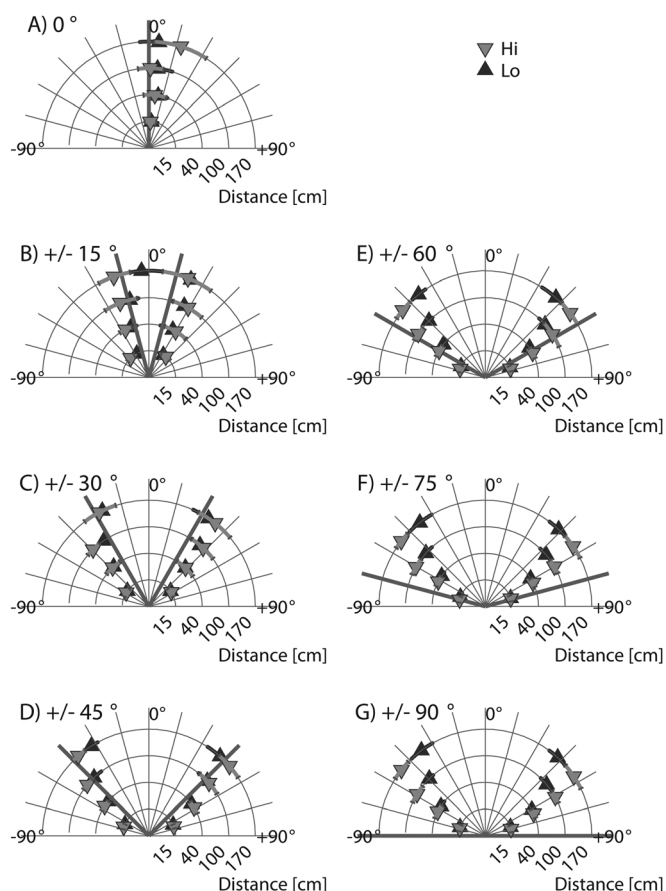 A) 0 °
0°
Hi
Lo
-90°
+90°
15 40 100 170
Distance [cm]
B) +/- 15 °
0°
-90°
+90°
15 40 100 170
Distance [cm]
E) +/- 60 °
0°
-90°
+90°
15 40 100 170
Distance [cm]
C) +/- 30 °
0°
-90°
+90°
15 40 100 170
Distance [cm]
F) +/- 75 °
0°
-90°
+90°
15 40 100 170
Distance [cm]
D) +/- 45 °
0°
-90°
+90°
15 40 100 170
Distance [cm]
G) +/- 90 °
0°
-90°
+90°
15 40 100 170
Distance [cm]